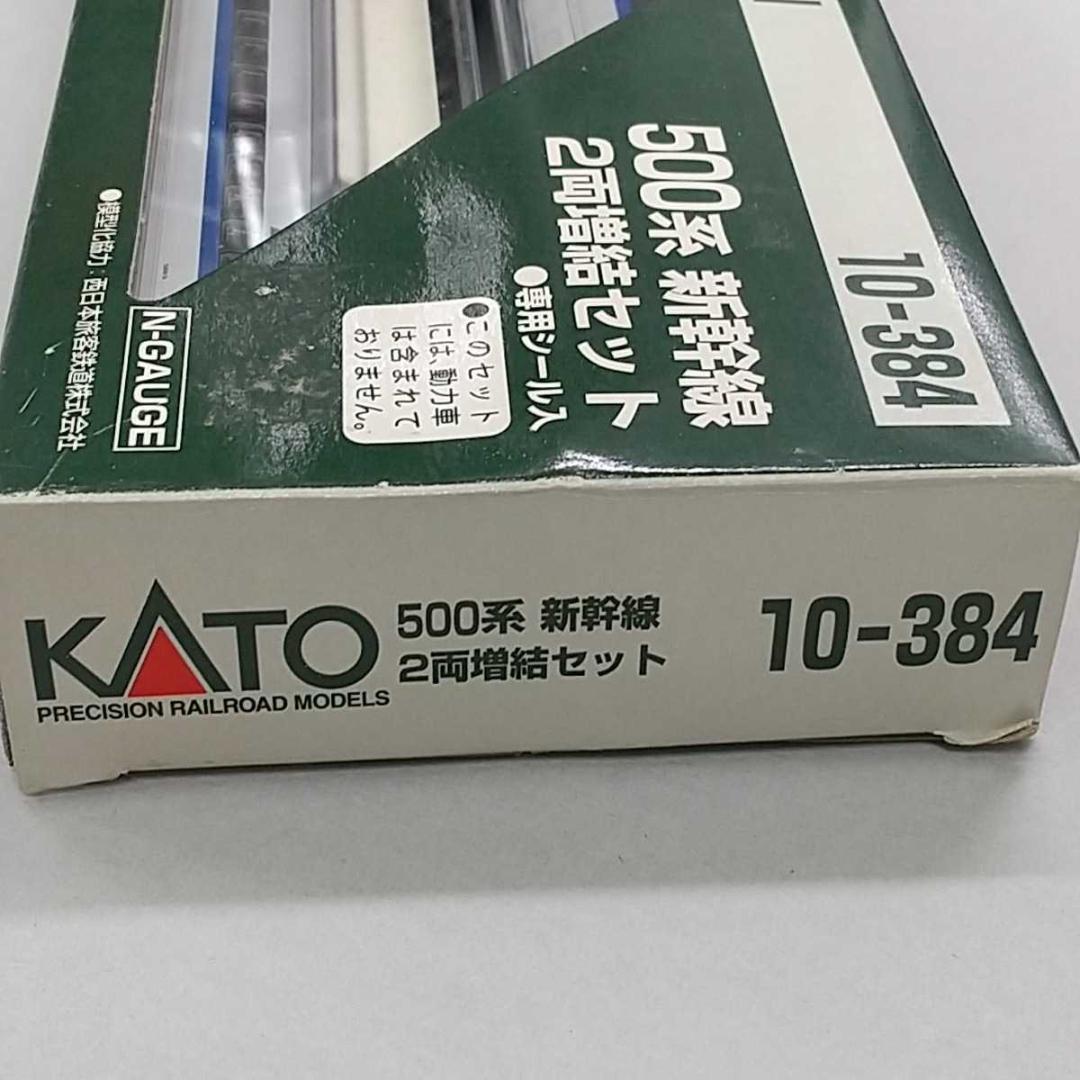 10-384
500系 新幹線
2両増結セット
●専用シール入
●このセット
には、動力車
は含まれて
おりません。
N-GAUGE
●模型化協力:西日本旅客鉄道株式会社
KATO
PRECISION RAILROAD MODELS
500系 新幹線
2両増結セット
10-384